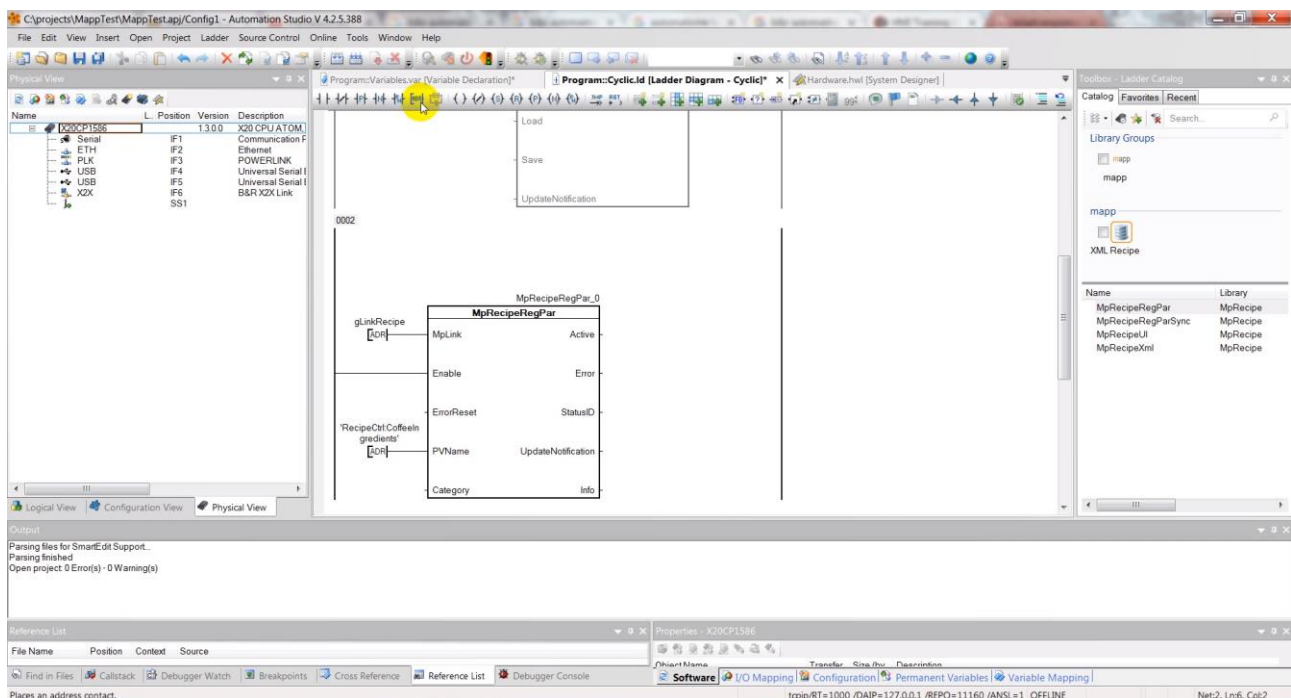 C:\projects\MappTest\MappTest.apj/Config1 - Automation Studio V 4.2.5.388
File Edit View Insert Open Project Ladder Source Control Online Tools Window Help
Physical View
Program::Variables.var [Variable Declaration]*
Program::Cyclic.ld [Ladder Diagram - Cyclic]*
Hardware.hwl [System Designer]
Toolbox - Ladder Catalog
Catalog Favorites Recent
Search...
Name L.. Position Version Description
X20CP1586 1.3.0.0 X20 CPU ATOM,
Serial IF1 Communication F
ETH IF2 Ethernet
PLK IF3 POWERLINK
USB IF4 Universal Serial
USB IF5 Universal Serial
X2X IF6 B&R X2X Link
SS1
Logical View Configuration View Physical View
Load
Save
UpdateNotification
0002
MpRecipeRegPar_0
MpRecipeRegPar
gLinkRecipe
ADR MpLink Active
Enable Error
ErrorReset StatusID
'RecipeCtrl:CoffeeIn
gredients'
ADR PVName UpdateNotification
Category Info
Library Groups
mapp
mapp
mapp
XML Recipe
Name Library
MpRecipeRegPar MpRecipe
MpRecipeRegParSync MpRecipe
MpRecipeUI MpRecipe
MpRecipeXml MpRecipe
Output
Parsing files for SmartEdit Support...
Parsing finished
Open project: 0 Error(s) - 0 Warning(s)
Reference List
File Name Position Context Source
Find in Files Callstack Debugger Watch Breakpoints Cross Reference Reference List Debugger Console
Properties - X20CP1586
Object Name Transfer Size (by Description
Software I/O Mapping Configuration Permanent Variables Variable Mapping
Places an address contact.
tcpip/RT=1000 /DAIP=127.0.0.1 /REPO=11160 /ANSL=1 OFFLINE
Net:2, Ln:6, Col:2